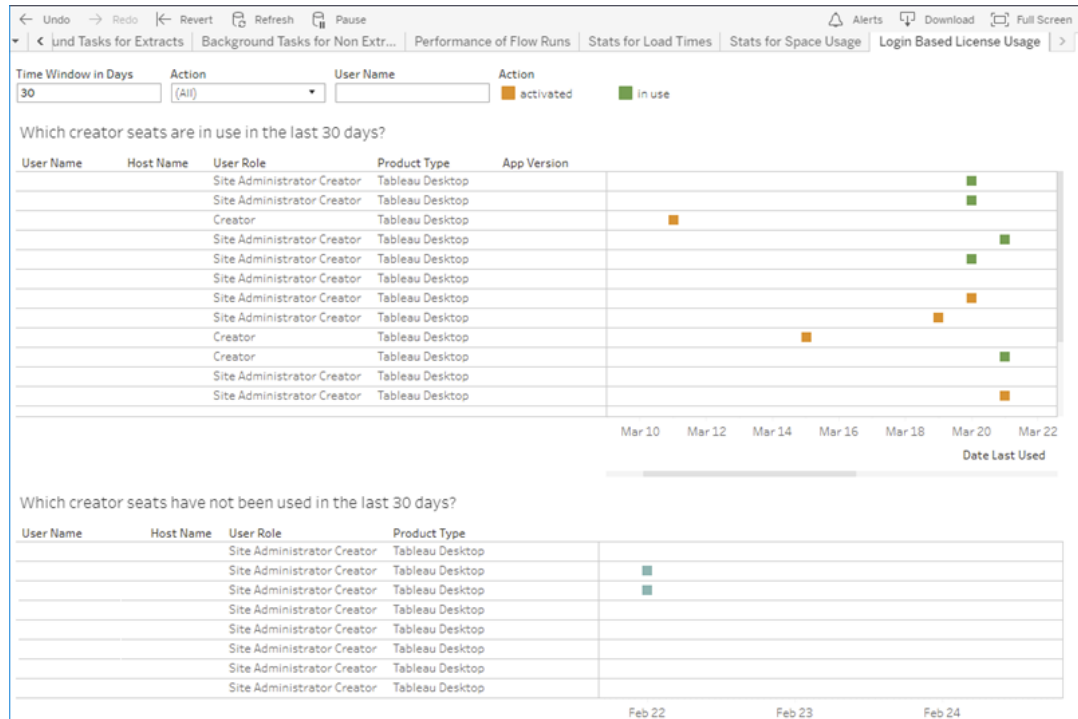 Undo Redo Revert Refresh Pause Alerts Download Full Screen
und Tasks for Extracts Background Tasks for Non Extr... Performance of Flow Runs Stats for Load Times Stats for Space Usage Login Based License Usage
Time Window in Days Action User Name Action
30 (All) activated in use
Which creator seats are in use in the last 30 days?
User Name Host Name User Role Product Type App Version
Site Administrator Creator Tableau Desktop
Site Administrator Creator Tableau Desktop
Creator Tableau Desktop
Site Administrator Creator Tableau Desktop
Site Administrator Creator Tableau Desktop
Site Administrator Creator Tableau Desktop
Site Administrator Creator Tableau Desktop
Site Administrator Creator Tableau Desktop
Creator Tableau Desktop
Creator Tableau Desktop
Site Administrator Creator Tableau Desktop
Site Administrator Creator Tableau Desktop
Mar 10 Mar 12 Mar 14 Mar 16 Mar 18 Mar 20 Mar 22
Date Last Used
Which creator seats have not been used in the last 30 days?
User Name Host Name User Role Product Type
Site Administrator Creator Tableau Desktop
Site Administrator Creator Tableau Desktop
Site Administrator Creator Tableau Desktop
Site Administrator Creator Tableau Desktop
Site Administrator Creator Tableau Desktop
Site Administrator Creator Tableau Desktop
Site Administrator Creator Tableau Desktop
Site Administrator Creator Tableau Desktop
Feb 22 Feb 23 Feb 24